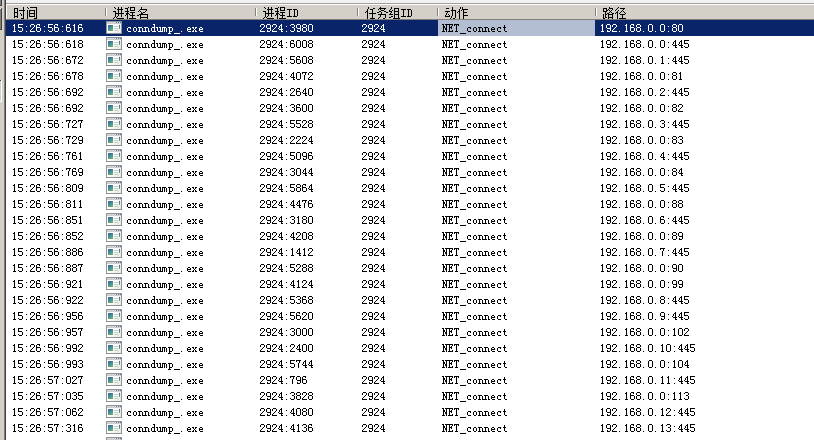 时间 进程名 进程ID 任务组ID 动作 路径
15:26:56:616 conndump_.exe 2924:3980 2924 NET_connect 192.168.0.0:80
15:26:56:618 conndump_.exe 2924:6008 2924 NET_connect 192.168.0.0:445
15:26:56:672 conndump_.exe 2924:5608 2924 NET_connect 192.168.0.1:445
15:26:56:678 conndump_.exe 2924:4072 2924 NET_connect 192.168.0.0:81
15:26:56:692 conndump_.exe 2924:2640 2924 NET_connect 192.168.0.2:445
15:26:56:692 conndump_.exe 2924:3600 2924 NET_connect 192.168.0.0:82
15:26:56:727 conndump_.exe 2924:5528 2924 NET_connect 192.168.0.3:445
15:26:56:729 conndump_.exe 2924:2224 2924 NET_connect 192.168.0.0:83
15:26:56:761 conndump_.exe 2924:5096 2924 NET_connect 192.168.0.4:445
15:26:56:769 conndump_.exe 2924:3044 2924 NET_connect 192.168.0.0:84
15:26:56:809 conndump_.exe 2924:5864 2924 NET_connect 192.168.0.5:445
15:26:56:811 conndump_.exe 2924:4476 2924 NET_connect 192.168.0.0:88
15:26:56:851 conndump_.exe 2924:3180 2924 NET_connect 192.168.0.6:445
15:26:56:852 conndump_.exe 2924:4208 2924 NET_connect 192.168.0.0:89
15:26:56:886 conndump_.exe 2924:1412 2924 NET_connect 192.168.0.7:445
15:26:56:887 conndump_.exe 2924:5288 2924 NET_connect 192.168.0.0:90
15:26:56:921 conndump_.exe 2924:4124 2924 NET_connect 192.168.0.0:99
15:26:56:922 conndump_.exe 2924:5368 2924 NET_connect 192.168.0.8:445
15:26:56:956 conndump_.exe 2924:5620 2924 NET_connect 192.168.0.9:445
15:26:56:957 conndump_.exe 2924:3000 2924 NET_connect 192.168.0.0:102
15:26:56:992 conndump_.exe 2924:2400 2924 NET_connect 192.168.0.10:445
15:26:56:993 conndump_.exe 2924:5744 2924 NET_connect 192.168.0.0:104
15:26:57:027 conndump_.exe 2924:796 2924 NET_connect 192.168.0.11:445
15:26:57:035 conndump_.exe 2924:3828 2924 NET_connect 192.168.0.0:113
15:26:57:062 conndump_.exe 2924:4080 2924 NET_connect 192.168.0.12:445
15:26:57:316 conndump_.exe 2924:4136 2924 NET_connect 192.168.0.13:445